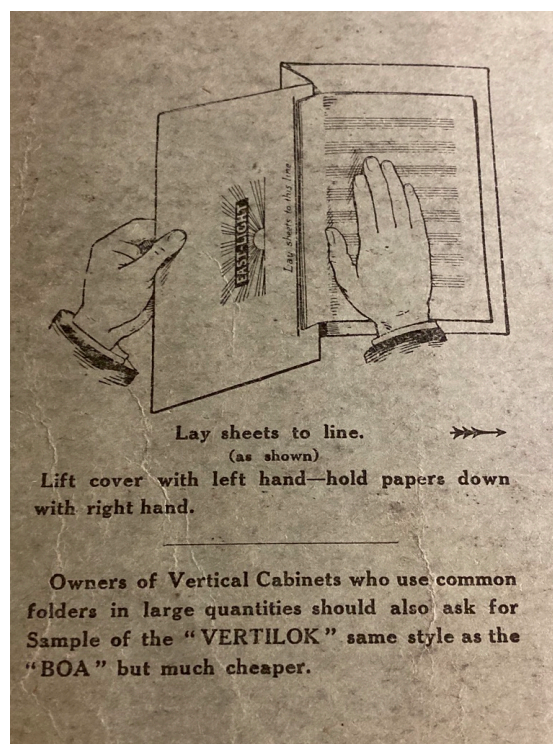 EAST-LIGHT
Lay sheets to this line
Lay sheets to line.
(as shown)
Lift cover with left hand—hold papers down
with right hand.
Owners of Vertical Cabinets who use common
folders in large quantities should also ask for
Sample of the “VERTILOK” same style as the
“BOA” but much cheaper.